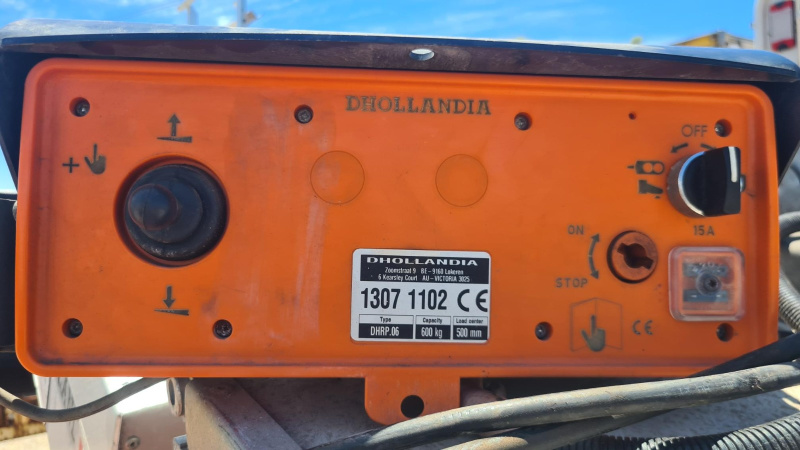 DHOLLANDIA
OFF
+
15A
ON
STOP
DHOLLANDIA
Zoomstraat 9 BE - 9160 Lokeren
6 Kearsley Court AU - VICTORIA 3025
1307 1102 CE
Type Capacity Load center
DHRP.06 600 kg 500 mm
CE